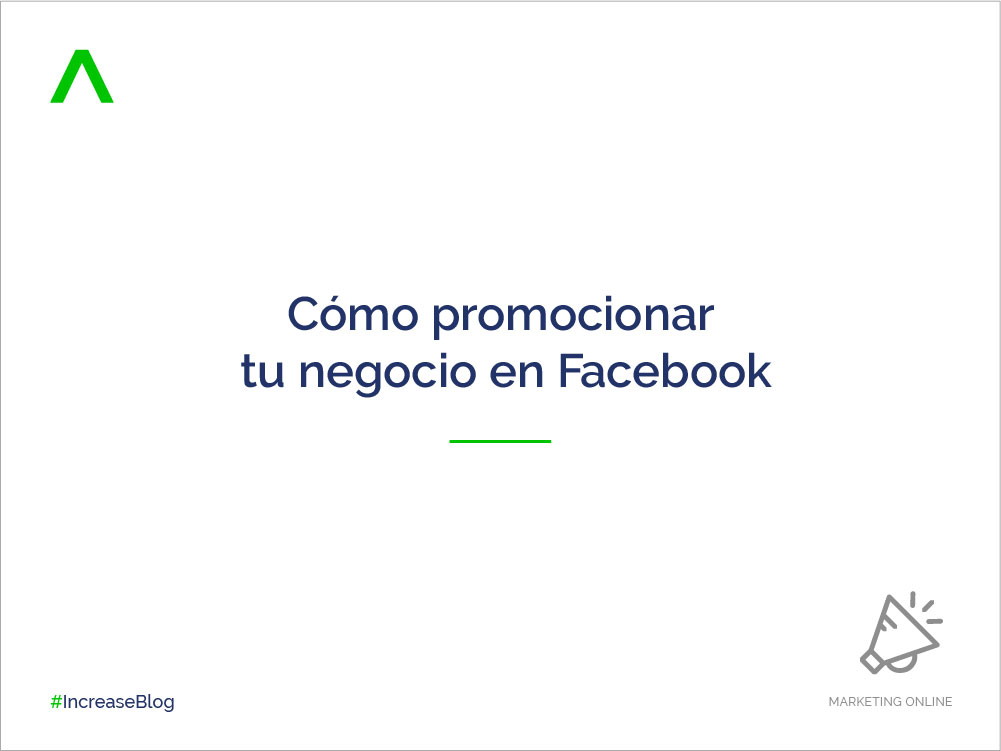 Cómo promocionar
tu negocio en Facebook
#IncreaseBlog
MARKETING ONLINE